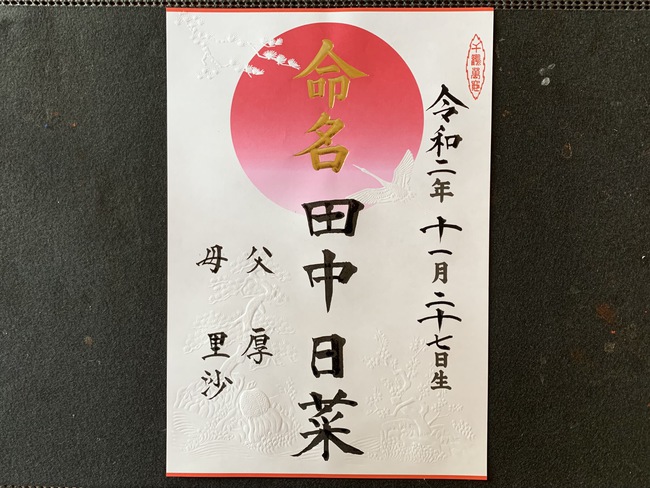 令和二年 十一月二十七日生
命名
田中 日菜
父 厚
母 里沙